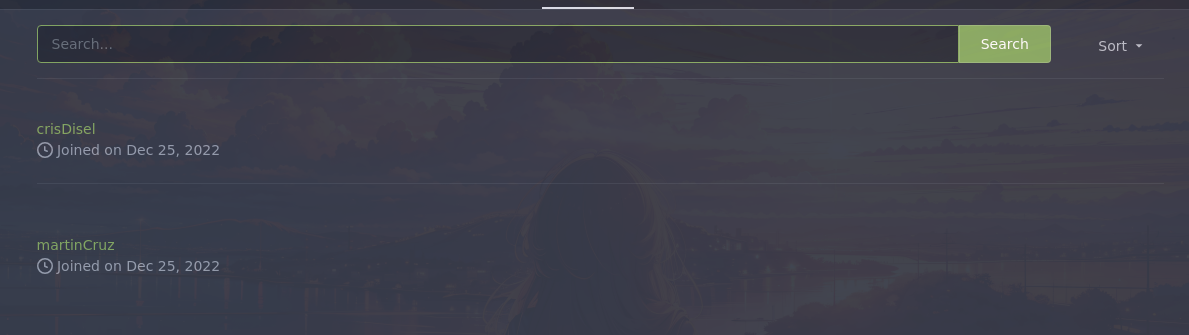 Search...
Search
Sort
crisDisel
Joined on Dec 25, 2022
martinCruz
Joined on Dec 25, 2022